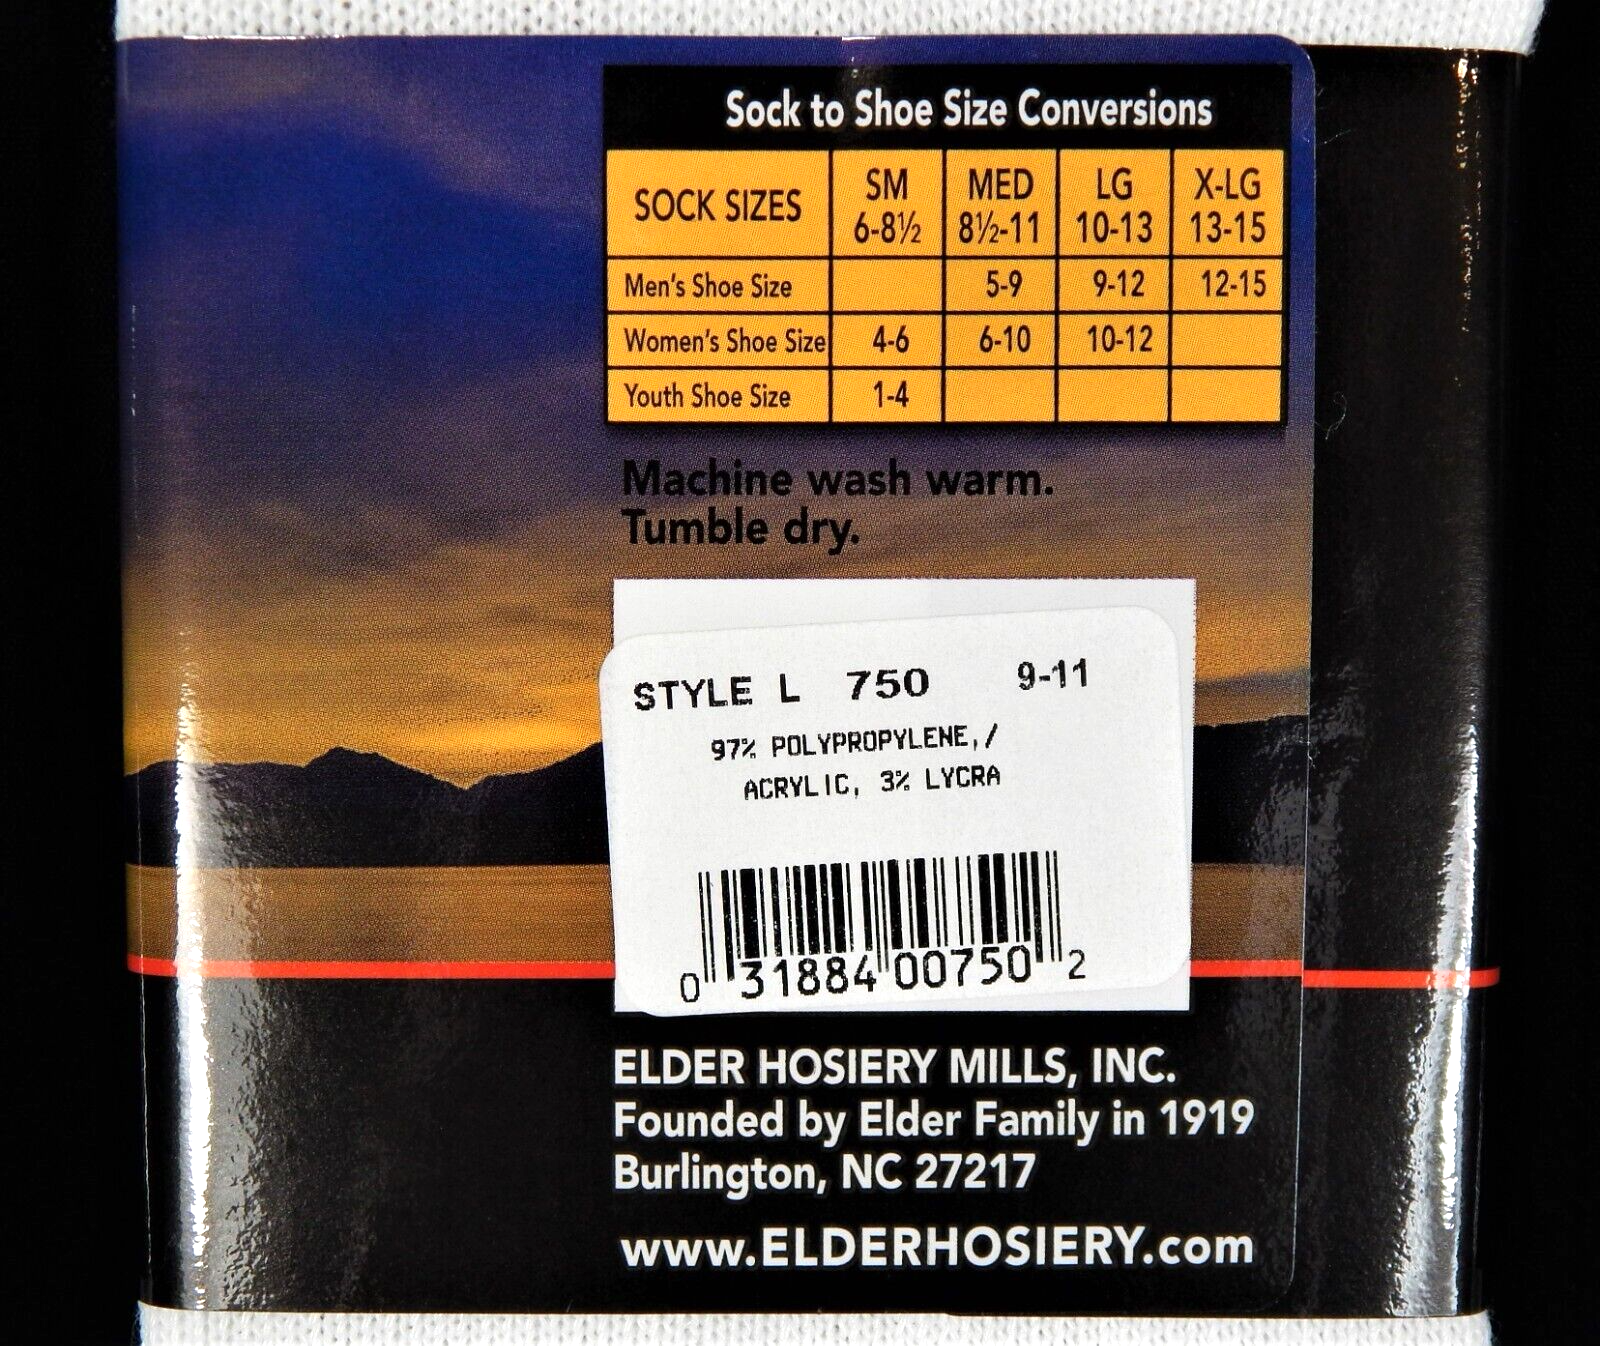 Sock to Shoe Size Conversions
SOCK SIZES SM 6-8½ MED 8½-11 LG 10-13 X-LG 13-15
Men's Shoe Size 5-9 9-12 12-15
Women's Shoe Size 4-6 6-10 10-12
Youth Shoe Size 1-4
Machine wash warm.
Tumble dry.
STYLE L 750 9-11
97% POLYPROPYLENE,/
ACRYLIC, 3% LYCRA
0 31884 00750 2
ELDER HOSIERY MILLS, INC.
Founded by Elder Family in 1919
Burlington, NC 27217
www.ELDERHOSIERY.com